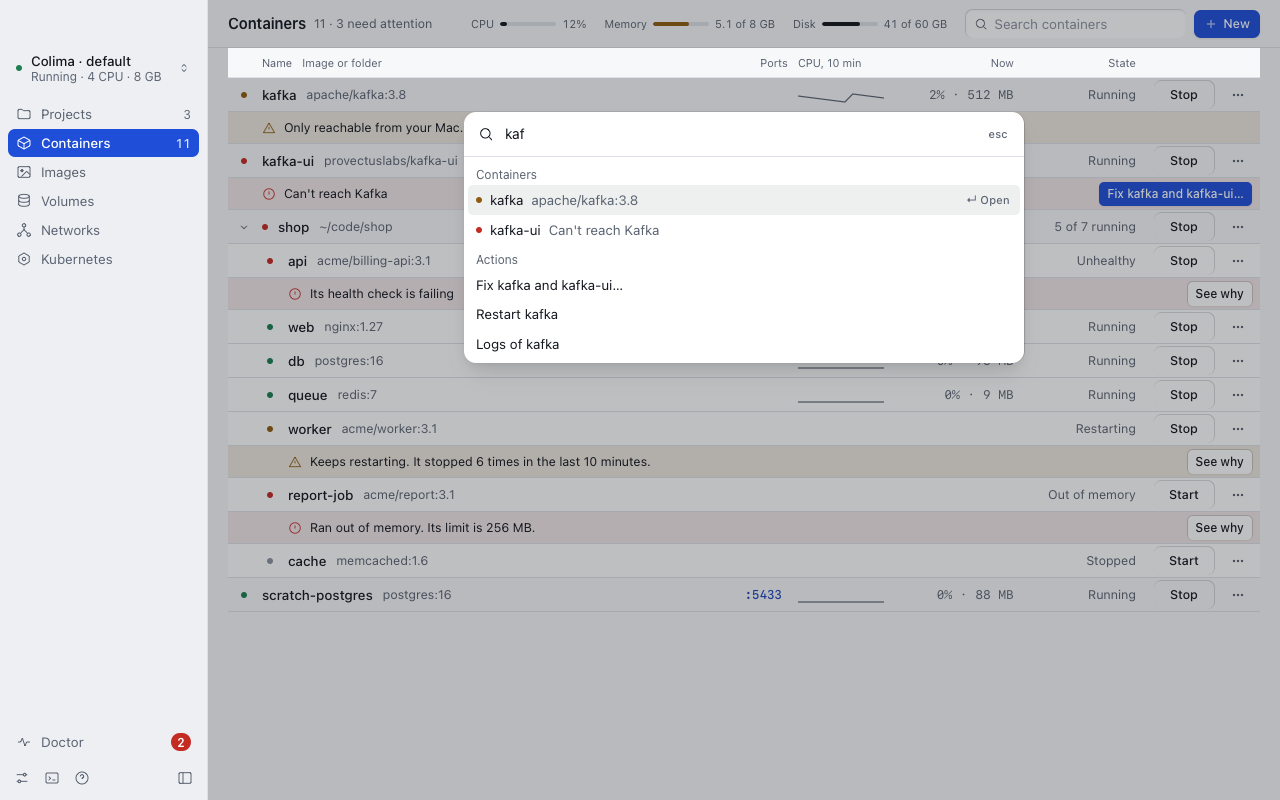 Colima · default
Running · 4 CPU · 8 GB
Projects 3
Containers 11
Images
Volumes
Networks
Kubernetes
Doctor 2
Containers 11 · 3 need attention CPU 12% Memory 5.1 of 8 GB Disk 41 of 60 GB Search containers + New
Name Image or folder Ports CPU, 10 min Now State
kafka apache/kafka:3.8 2% · 512 MB Running Stop
Only reachable from your Mac.
kafka-ui provectuslabs/kafka-ui Running Stop
Can't reach Kafka Fix kafka and kafka-ui...
shop ~/code/shop 5 of 7 running Stop
api acme/billing-api:3.1 Unhealthy Stop
Its health check is failing See why
web nginx:1.27 Running Stop
db postgres:16 Running Stop
queue redis:7 0% · 9 MB Running Stop
worker acme/worker:3.1 Restarting Stop
Keeps restarting. It stopped 6 times in the last 10 minutes. See why
report-job acme/report:3.1 Out of memory Start
Ran out of memory. Its limit is 256 MB. See why
cache memcached:1.6 Stopped Start
scratch-postgres postgres:16 :5433 0% · 88 MB Running Stop
kaf esc
Containers
kafka apache/kafka:3.8 ↵ Open
kafka-ui Can't reach Kafka
Actions
Fix kafka and kafka-ui...
Restart kafka
Logs of kafka